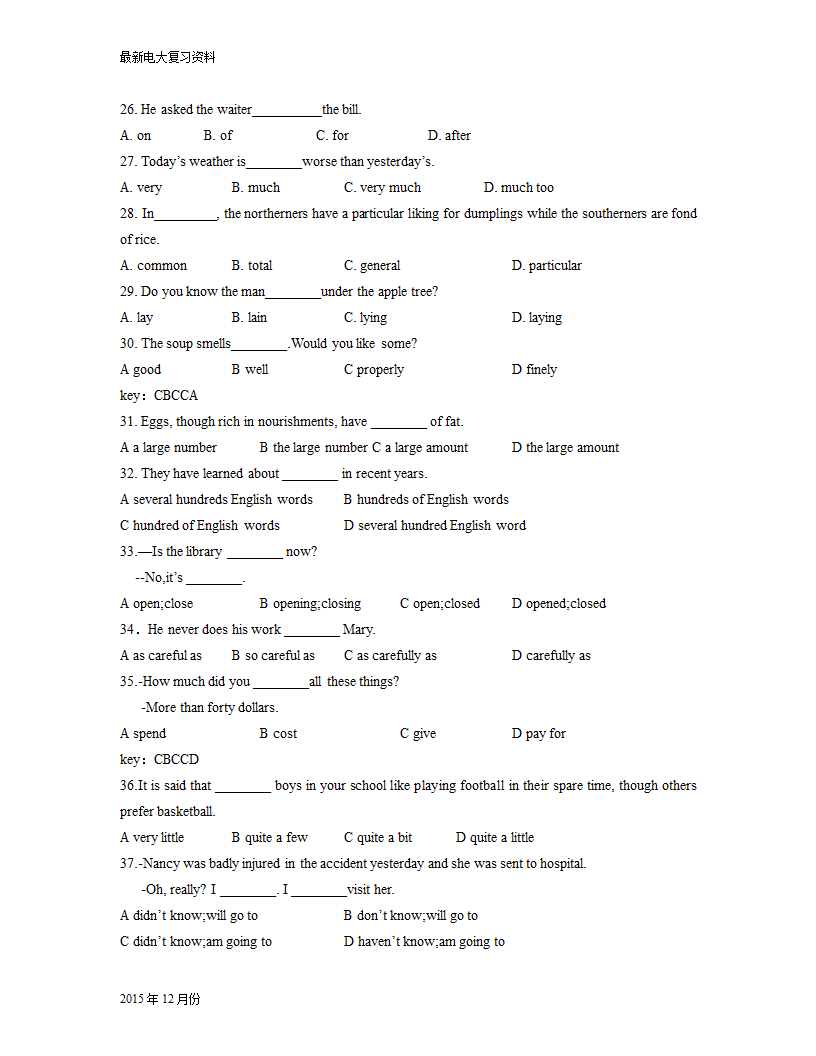 最新电大复习资料
26. He asked the waiter__________the bill.
A. on B. of C. for D. after
27. Today’s weather is________worse than yesterday’s.
A. very B. much C. very much D. much too
28. In_________, the northerners have a particular liking for dumplings while the southerners are fond
of rice.
A. common B. total C. general D. particular
29. Do you know the man________under the apple tree?
A. lay B. lain C. lying D. laying
30. The soup smells________.Would you like some?
A good B well C properly D finely
key：CBCCA
31. Eggs, though rich in nourishments, have ________ of fat.
A a large number B the large number C a large amount D the large amount
32. They have learned about ________ in recent years.
A several hundreds English words B hundreds of English words
C hundred of English words D several hundred English word
33.—Is the library ________ now?
--No,it’s ________.
A open;close B opening;closing C open;closed D opened;closed
34．He never does his work ________ Mary.
A as careful as B so careful as C as carefully as D carefully as
35.-How much did you ________all these things?
-More than forty dollars.
A spend B cost C give D pay for
key：CBCCD
36.It is said that ________ boys in your school like playing football in their spare time, though others
prefer basketball.
A very little B quite a few C quite a bit D quite a little
37.-Nancy was badly injured in the accident yesterday and she was sent to hospital.
-Oh, really? I ________. I ________visit her.
A didn’t know;will go to B don’t know;will go to
C didn’t know;am going to D haven’t know;am going to
2015 年 12 月份